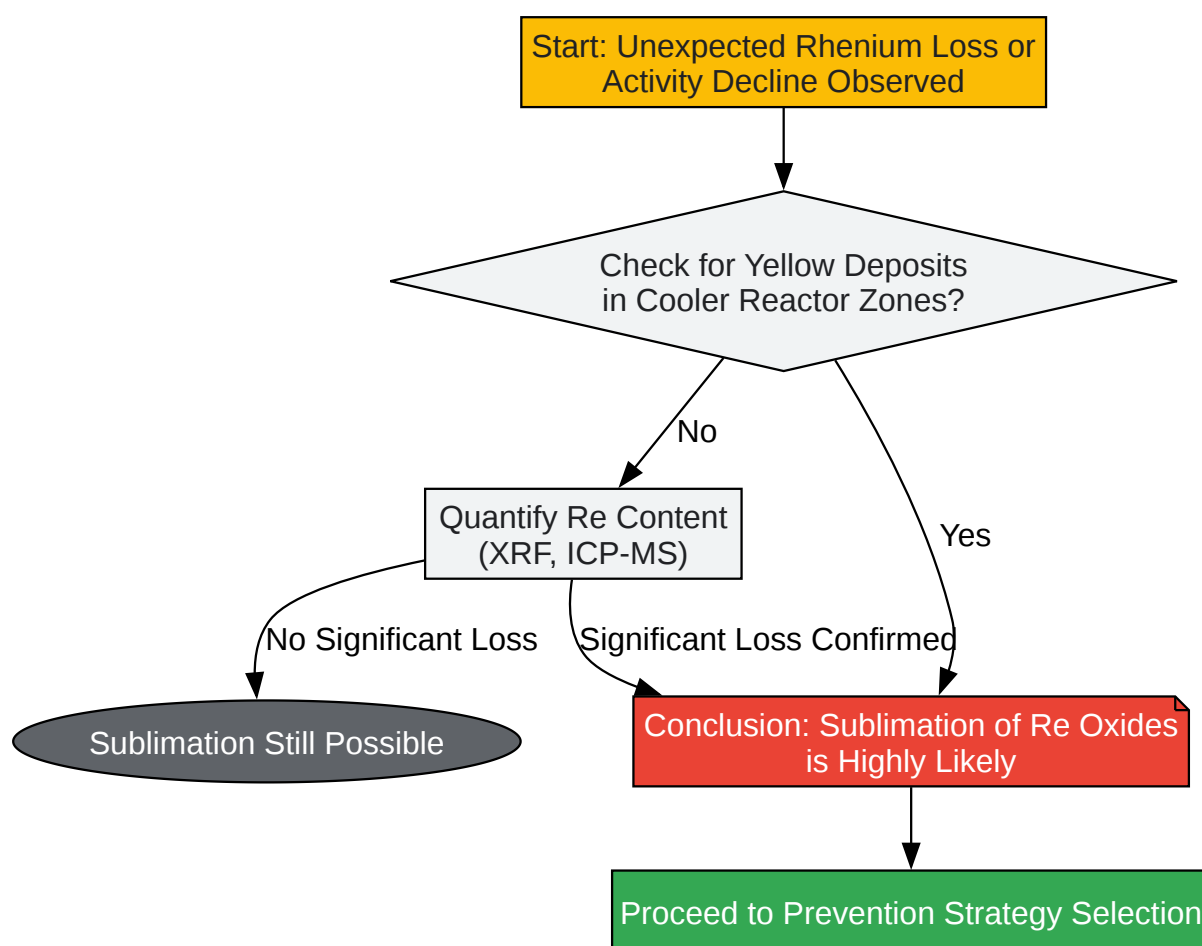 Start: Unexpected Rhenium Loss or
Activity Decline Observed
Check for Yellow Deposits
in Cooler Reactor Zones?
No
Yes
Quantify Re Content
(XRF, ICP-MS)
No Significant Loss
Significant Loss Confirmed
Sublimation Still Possible
Conclusion: Sublimation of Re Oxides
is Highly Likely
Proceed to Prevention Strategy Selection